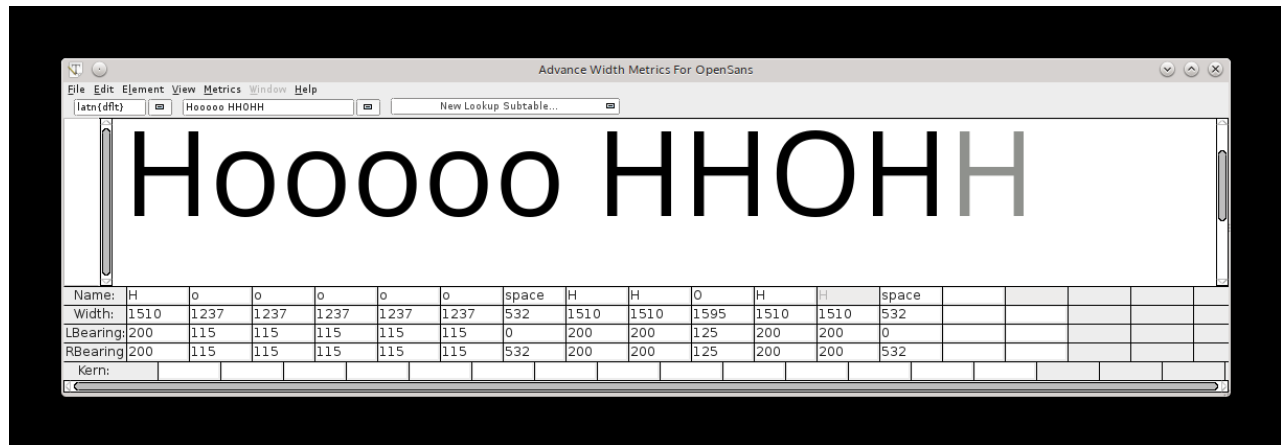 Advance Width Metrics For OpenSans
File Edit Element View Metrics Window Help
latn{dflt} Hooooo HHOHH New Lookup Subtable...
Hooooo HHOHH
Name: H o o o o o space H H O H H space
Width: 1510 1237 1237 1237 1237 1237 532 1510 1510 1595 1510 1510 532
LBearing: 200 115 115 115 115 115 0 200 200 125 200 200 0
RBearing 200 115 115 115 115 115 532 200 200 125 200 200 532
Kern: